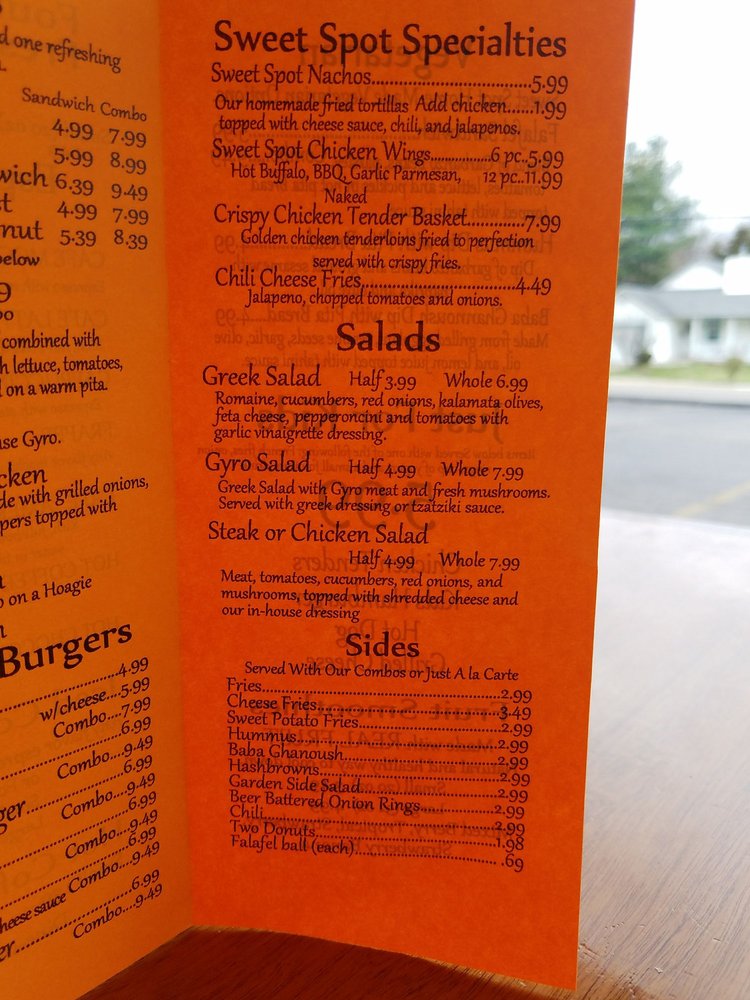 d one refreshing
Sandwich Combo
4.99 7.99
5.99 8.99
wich 6.39 9.49
4.99 7.99
nut 5.39 8.39
below
combined with
h lettuce, tomatoes,
d on a warm pita.
use Gyro.
cken
de with grilled onions,
ppers topped with
on a Hoagie
Burgers
4.99
w/cheese....5.99
Combo....7.99
6.99
Combo....9.49
6.99
ger
Combo....9.49
6.99
Combo....9.49
6.99
cheese sauce Combo....9.49
6.99
er
Combo....9.49
Sweet Spot Specialties
Sweet Spot Nachos.....5.99
Our homemade fried tortillas Add chicken......1.99
topped with cheese sauce, chili, and jalapenos.
Sweet Spot Chicken Wings..............6 pc..5.99
Hot Buffalo, BBQ, Garlic Parmesan, 12 pc..11.99
Naked
Crispy Chicken Tender Basket............7.99
Golden chicken tenderloins fried to perfection
served with crispy fries.
Chili Cheese Fries...............................4.49
Jalapeno, chopped tomatoes and onions.
Salads
Greek Salad Half 3.99 Whole 6.99
Romaine, cucumbers, red onions, kalamata olives,
feta cheese, pepperoncini and tomatoes with
garlic vinaigrette dressing.
Gyro Salad Half 4.99 Whole 7.99
Greek Salad with Gyro meat and fresh mushrooms.
Served with greek dressing or tzatziki sauce.
Steak or Chicken Salad
Half 4.99 Whole 7.99
Meat, tomatoes, cucumbers, red onions, and
mushrooms, topped with shredded cheese and
our in-house dressing
Sides
Served With Our Combos or Just A la Carte
Fries.....2.99
Cheese Fries.....3.49
Sweet Potato Fries.....2.99
Hummus.....2.99
Baba Ghanoush.....2.99
Hashbrowns.....2.99
Garden Side Salad.....2.99
Beer Battered Onion Rings.....2.99
Chili.....2.99
Two Donuts.....1.98
Falafel ball (each)......69